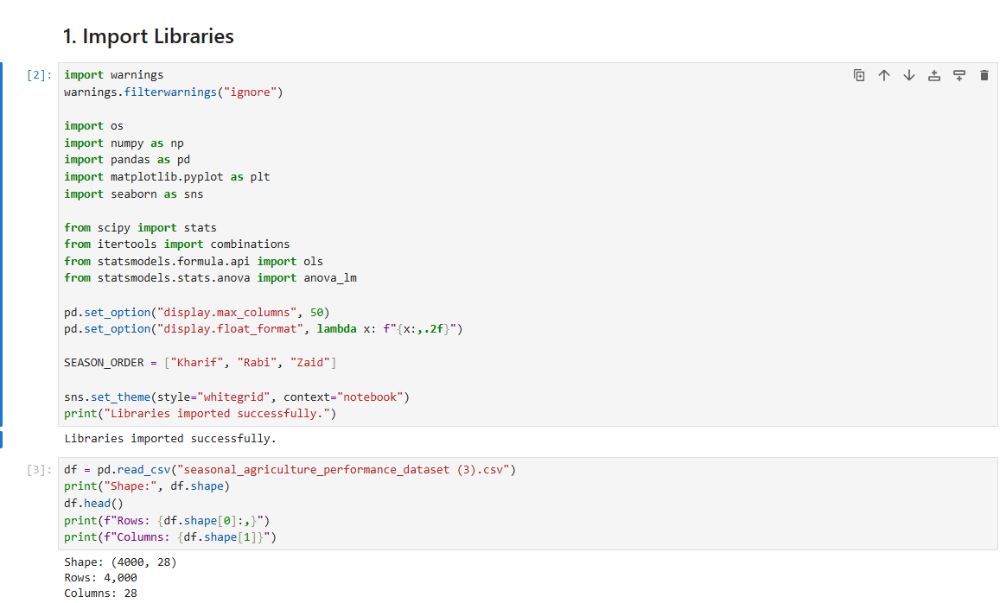 1. Import Libraries
[2]:
import warnings
warnings.filterwarnings("ignore")
import os
import numpy as np
import pandas as pd
import matplotlib.pyplot as plt
import seaborn as sns
from scipy import stats
from itertools import combinations
from statsmodels.formula.api import ols
from statsmodels.stats.anova import anova_lm
pd.set_option("display.max_columns", 50)
pd.set_option("display.float_format", lambda x: f"{x:,.2f}")
SEASON_ORDER = ["Kharif", "Rabi", "Zaid"]
sns.set_theme(style="whitegrid", context="notebook")
print("Libraries imported successfully.")
Libraries imported successfully.
[3]:
df = pd.read_csv("seasonal_agriculture_performance_dataset (3).csv")
print("Shape:", df.shape)
df.head()
print(f"Rows: {df.shape[0]:,}")
print(f"Columns: {df.shape[1]}")
Shape: (4000, 28)
Rows: 4,000
Columns: 28